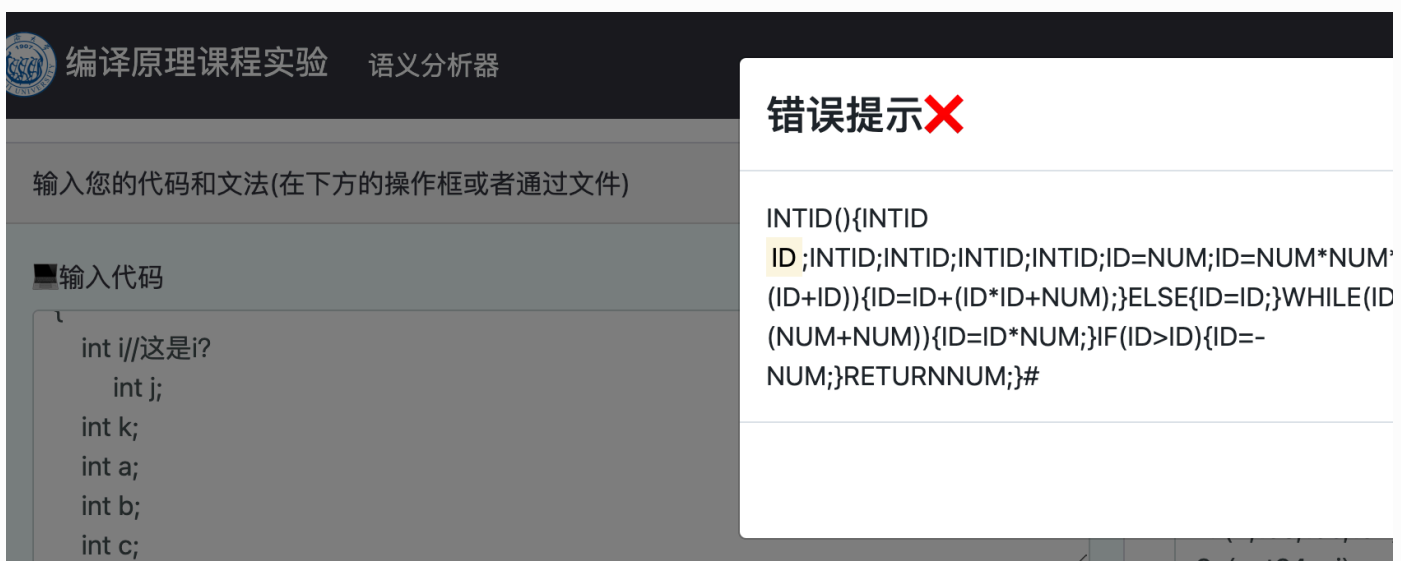 编译原理课程实验 语义分析器
错误提示❌
输入您的代码和文法(在下方的操作框或者通过文件)
INTID(){INTID
ID;INTID;INTID;INTID;INTID;ID=NUM;ID=NUM*NUM*
(ID+ID)){ID=ID+(ID*ID+NUM);}ELSE{ID=ID;}WHILE(ID
(NUM+NUM)){ID=ID*NUM;}IF(ID>ID){ID=-
NUM;}RETURNNUM;}#
💻输入代码
{
int i//这是i?
int j;
int k;
int a;
int b;
int c;